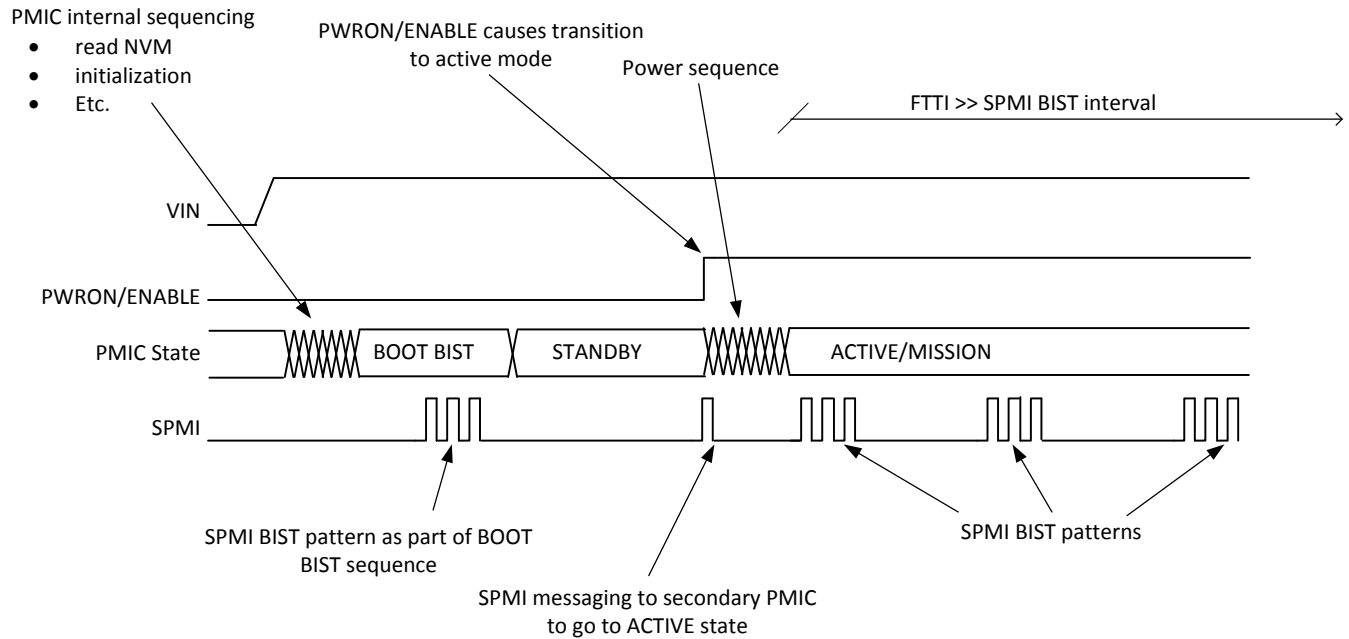 PMIC internal sequencing
• read NVM
• initialization
• Etc.
PWRON/ENABLE causes transition
to active mode
Power sequence
FTTI >> SPMI BIST interval
VIN
PWRON/ENABLE
PMIC State
BOOT BIST
STANDBY
ACTIVE/MISSION
SPMI
SPMI BIST pattern as part of BOOT
BIST sequence
SPMI BIST patterns
SPMI messaging to secondary PMIC
to go to ACTIVE state